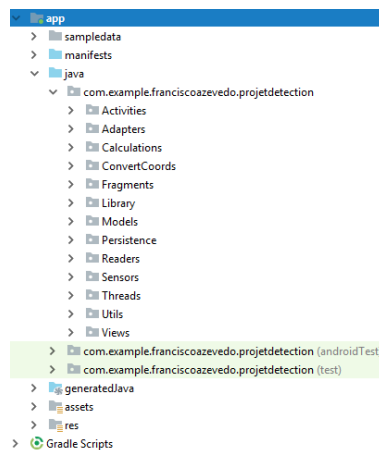 app
sampledata
manifests
java
com.example.franciscoazevedo.projetdetection
Activities
Adapters
Calculations
ConvertCoords
Fragments
Library
Models
Persistence
Readers
Sensors
Threads
Utils
Views
com.example.franciscoazevedo.projetdetection (androidTest
com.example.franciscoazevedo.projetdetection (test)
generatedJava
assets
res
Gradle Scripts